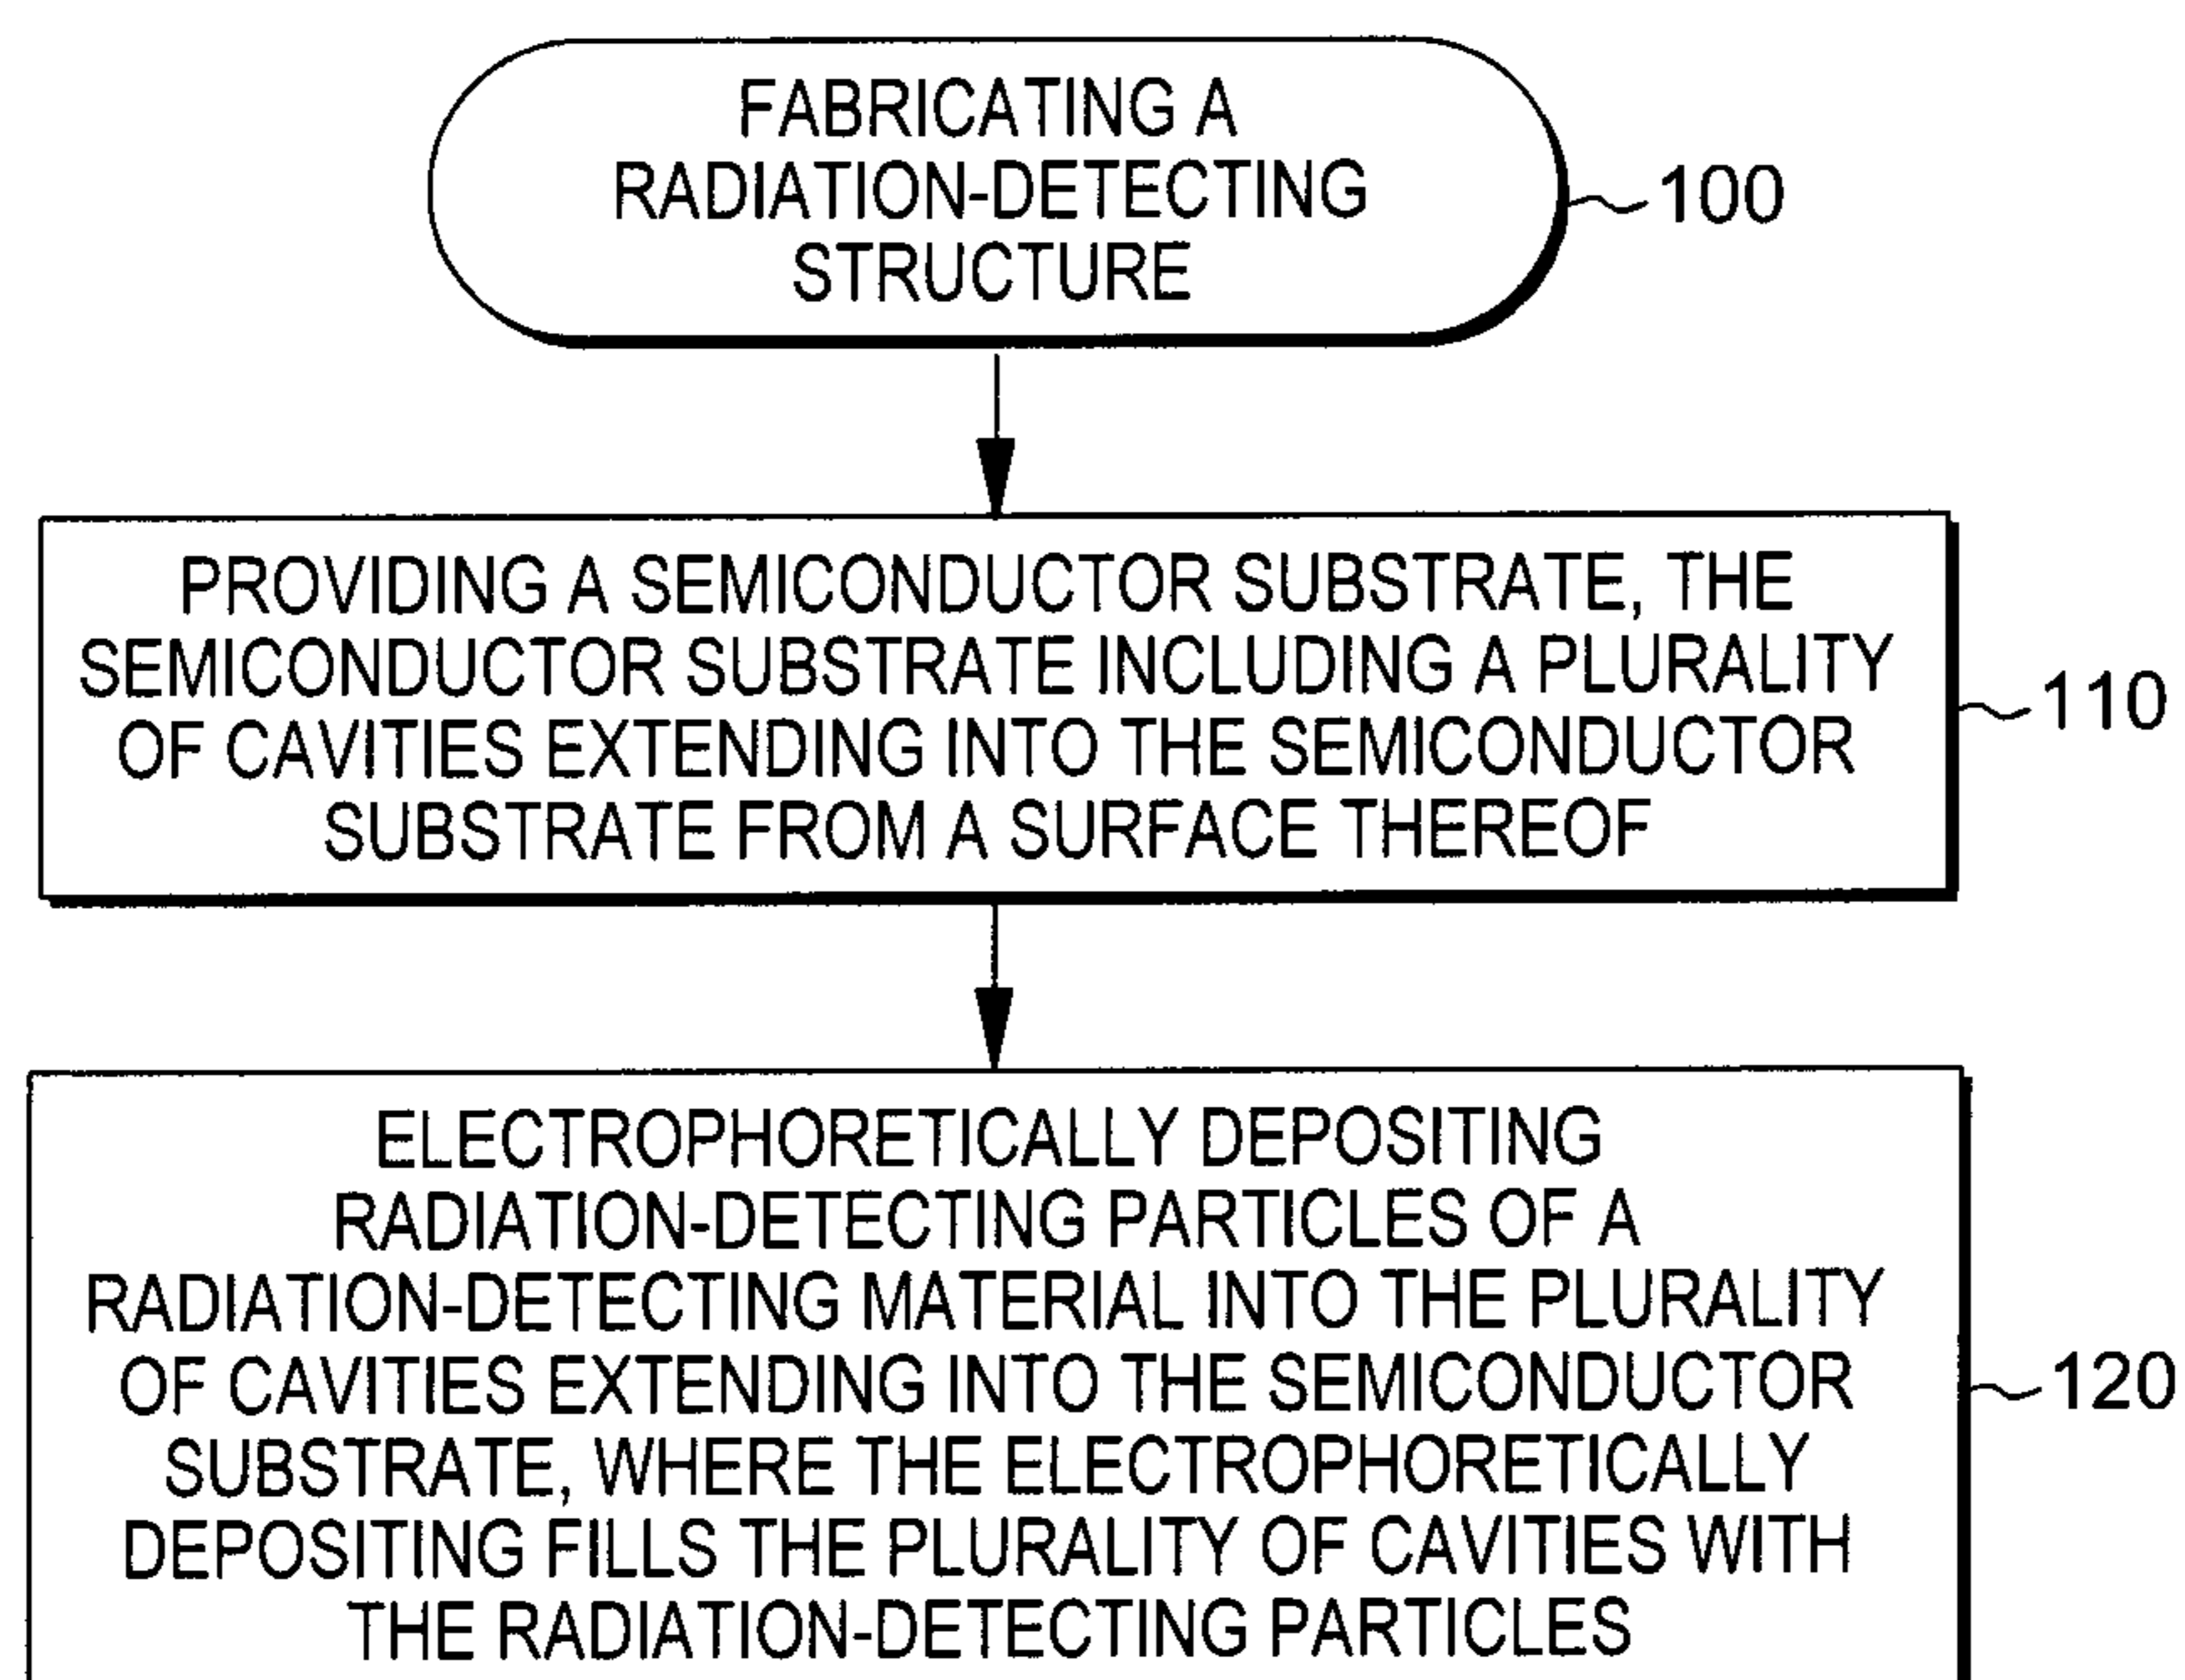 FABRICATING A
RADIATION-DETECTING
STRUCTURE
100
PROVIDING A SEMICONDUCTOR SUBSTRATE, THE
SEMICONDUCTOR SUBSTRATE INCLUDING A PLURALITY
OF CAVITIES EXTENDING INTO THE SEMICONDUCTOR
SUBSTRATE FROM A SURFACE THEREOF
110
ELECTROPHORETICALLY DEPOSITING
RADIATION-DETECTING PARTICLES OF A
RADIATION-DETECTING MATERIAL INTO THE PLURALITY
OF CAVITIES EXTENDING INTO THE SEMICONDUCTOR
SUBSTRATE, WHERE THE ELECTROPHORETICALLY
DEPOSITING FILLS THE PLURALITY OF CAVITIES WITH
THE RADIATION-DETECTING PARTICLES
120